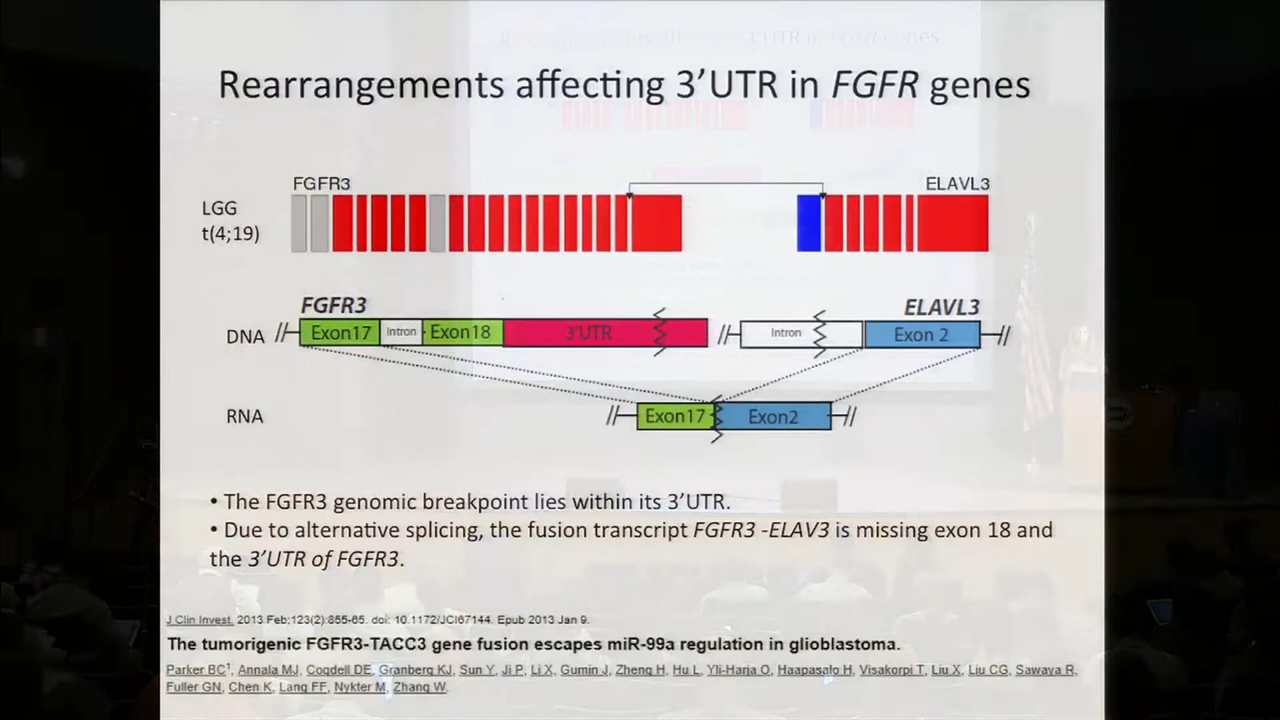 Rearrangements affecting 3'UTR in FGFR genes
FGFR3
ELAVL3
LGG
t(4;19)
FGFR3
ELAVL3
DNA
Exon17
Intron
Exon18
3'UTR
Intron
Exon 2
RNA
Exon17
Exon2
• The FGFR3 genomic breakpoint lies within its 3'UTR.
• Due to alternative splicing, the fusion transcript FGFR3 -ELAV3 is missing exon 18 and
the 3'UTR of FGFR3.
J Clin Invest. 2013 Feb;123(2):855-65. doi: 10.1172/JCI67144. Epub 2013 Jan 9.
The tumorigenic FGFR3-TACC3 gene fusion escapes miR-99a regulation in glioblastoma.
Parker BC1, Annala MJ, Cogdell DE, Granberg KJ, Sun Y, Ji P, Li X, Gumin J, Zheng H, Hu L, Yli-Harja O, Haapasalo H, Visakorpi T, Liu X, Liu CG, Sawaya R,
Fuller GN, Chen K, Lang FF, Nykter M, Zhang W.